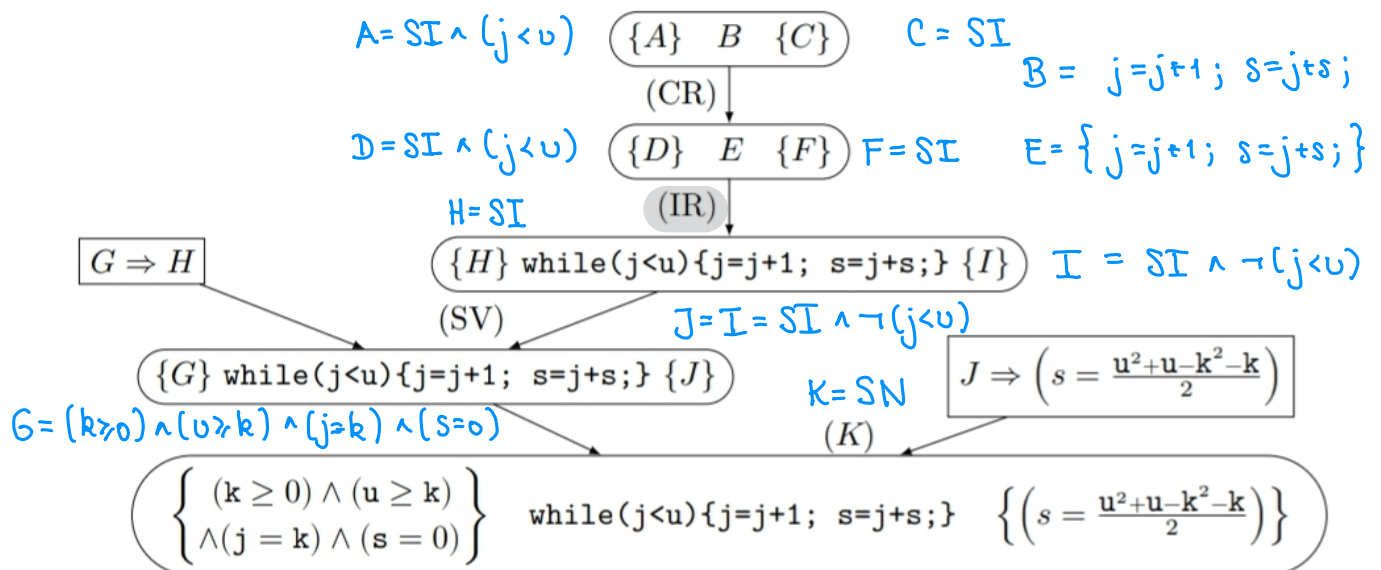 A = SI ∧ (j<u) {A} B {C} C = SI
B = j=j+1; s=j+s;
(CR)
D = SI ∧ (j<u) {D} E {F} F = SI E = { j=j+1; s=j+s; }
H = SI (IR)
G ⇒ H {H} while(j<u){j=j+1; s=j+s;} {I} I = SI ∧ ¬(j<u)
(SV) J = I = SI ∧ ¬(j<u)
{G} while(j<u){j=j+1; s=j+s;} {J} J ⇒ (s = (u²+u−k²−k)/2)
K = SN
G = (k≥0) ∧ (u≥k) ∧ (j=k) ∧ (s=0) (K)
{ (k ≥ 0) ∧ (u ≥ k) ∧(j = k) ∧ (s = 0) } while(j<u){j=j+1; s=j+s;} {(s = (u²+u−k²−k)/2)}